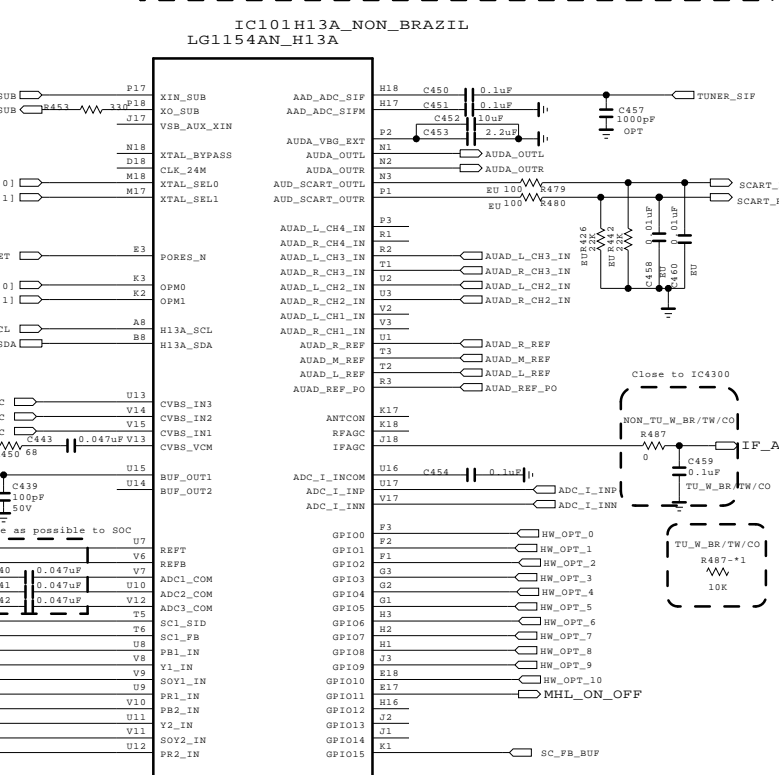 IC101H13A_NON_BRAZIL
LG1154AN_H13A
SUB P17 XIN_SUB
SUB R453 330 P18 XO_SUB
J17 VSB_AUX_XIN
N18 XTAL_BYPASS
D18 CLK_24M
0] M18 XTAL_SEL0
1] M17 XTAL_SEL1
ET E3 PORES_N
0] K3 OPM0
1] K2 OPM1
CL A8 H13A_SCL
SDA B8 H13A_SDA
C U13 CVBS_IN3
C V14 CVBS_IN2
C V15 CVBS_IN1
450 68 C443 0.047uF V13 CVBS_VCM
U15 BUF_OUT1
U14 BUF_OUT2
C439
100pF
50V
e as possible to SOC
U7 REFT
V6 REFB
40 0.047uF V7 ADC1_COM
41 0.047uF U10 ADC2_COM
42 0.047uF V12 ADC3_COM
T5 SC1_SID
T6 SC1_FB
U8 PB1_IN
V8 Y1_IN
V9 SOY1_IN
U9 PR1_IN
V10 PB2_IN
U11 Y2_IN
V11 SOY2_IN
U12 PR2_IN
AAD_ADC_SIF H18 C450 0.1uF TUNER_SIF
AAD_ADC_SIFM H17 C451 0.1uF
C452 10uF
AUDA_VBG_EXT P2 C453 2.2uF
C457
1000pF
OPT
AUDA_OUTL N1 AUDA_OUTL
AUDA_OUTR N2 AUDA_OUTR
AUD_SCART_OUTL N3 EU 100 R479 SCART_
AUD_SCART_OUTR P1 EU 100 R480 SCART_
EU R426 22K
EU R442 22K
C458 0.01uF EU
C460 0.01uF EU
AUAD_L_CH4_IN P3
AUAD_R_CH4_IN R1
AUAD_L_CH3_IN R2 AUAD_L_CH3_IN
AUAD_R_CH3_IN T1 AUAD_R_CH3_IN
AUAD_L_CH2_IN U2 AUAD_L_CH2_IN
AUAD_R_CH2_IN U3 AUAD_R_CH2_IN
AUAD_L_CH1_IN V2
AUAD_R_CH1_IN V3
AUAD_R_REF U1 AUAD_R_REF
AUAD_M_REF T3 AUAD_M_REF
AUAD_L_REF T2 AUAD_L_REF
AUAD_REF_PO R3 AUAD_REF_PO
ANTCON K17
RFAGC K18
IFAGC J18
Close to IC4300
NON_TU_W_BR/TW/CO
R487
0
IF_A
C459
0.1uF
TU_W_BR/TW/CO
ADC_I_INCOM U16 C454 0.1uF
ADC_I_INP U17 ADC_I_INP
ADC_I_INN V17 ADC_I_INN
TU_W_BR/TW/CO
R487-*1
10K
GPIO0 F3 HW_OPT_0
GPIO1 F2 HW_OPT_1
GPIO2 F1 HW_OPT_2
GPIO3 G3 HW_OPT_3
GPIO4 G2 HW_OPT_4
GPIO5 G1 HW_OPT_5
GPIO6 H3 HW_OPT_6
GPIO7 H2 HW_OPT_7
GPIO8 H1 HW_OPT_8
GPIO9 J3 HW_OPT_9
GPIO10 E18 HW_OPT_10
GPIO11 E17 MHL_ON_OFF
GPIO12 H16
GPIO13 J2
GPIO14 J1
GPIO15 K1 SC_FB_BUF